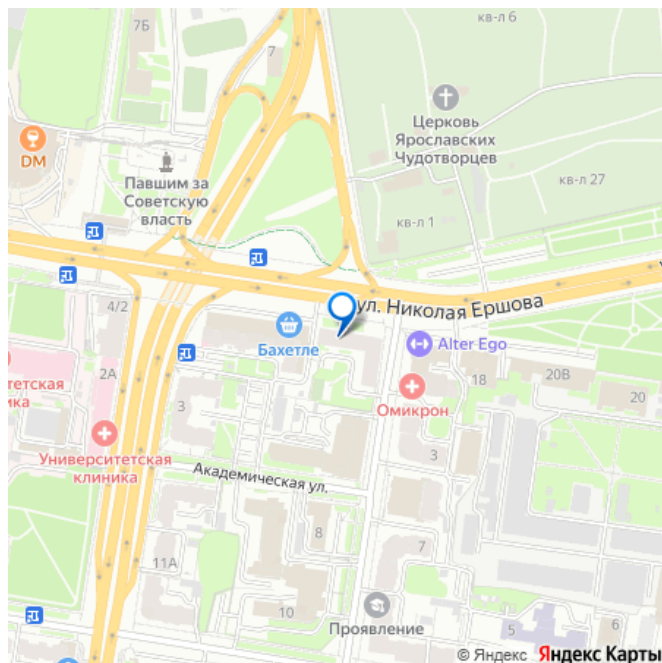 кв-л 6
7Б
7
Церковь
Ярославских
Чудотворцев
DM
Павшим за
Советскую
власть
кв-л 27
кв-л 1
4/2
ул. Николая Ершова
Бахетле
Alter Ego
2А
18
20В
20
Омикрон
3
3
Университетская
клиника
Академическая ул.
8
7
11А
10
6
5
Проявление
© Яндекс Яндекс Карты